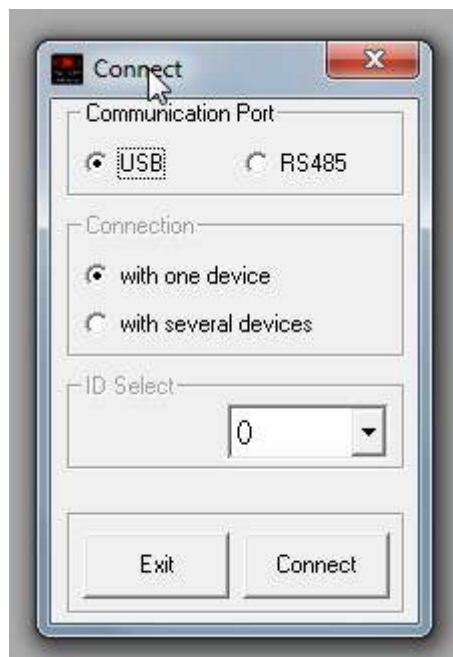 Connect
Communication Port
USB RS485
Connection
with one device
with several devices
ID Select
0
Exit Connect